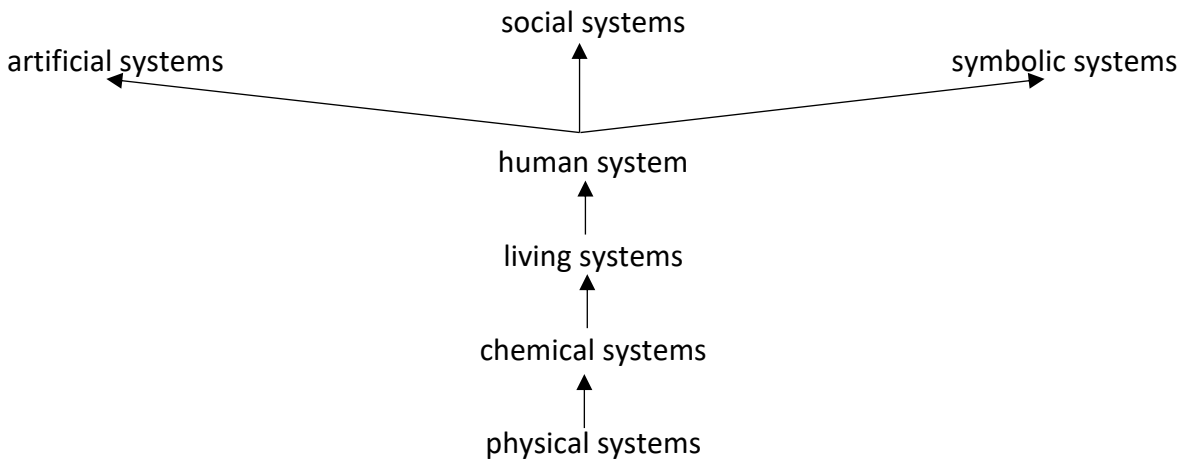 social systems
artificial systems
symbolic systems
human system
living systems
chemical systems
physical systems